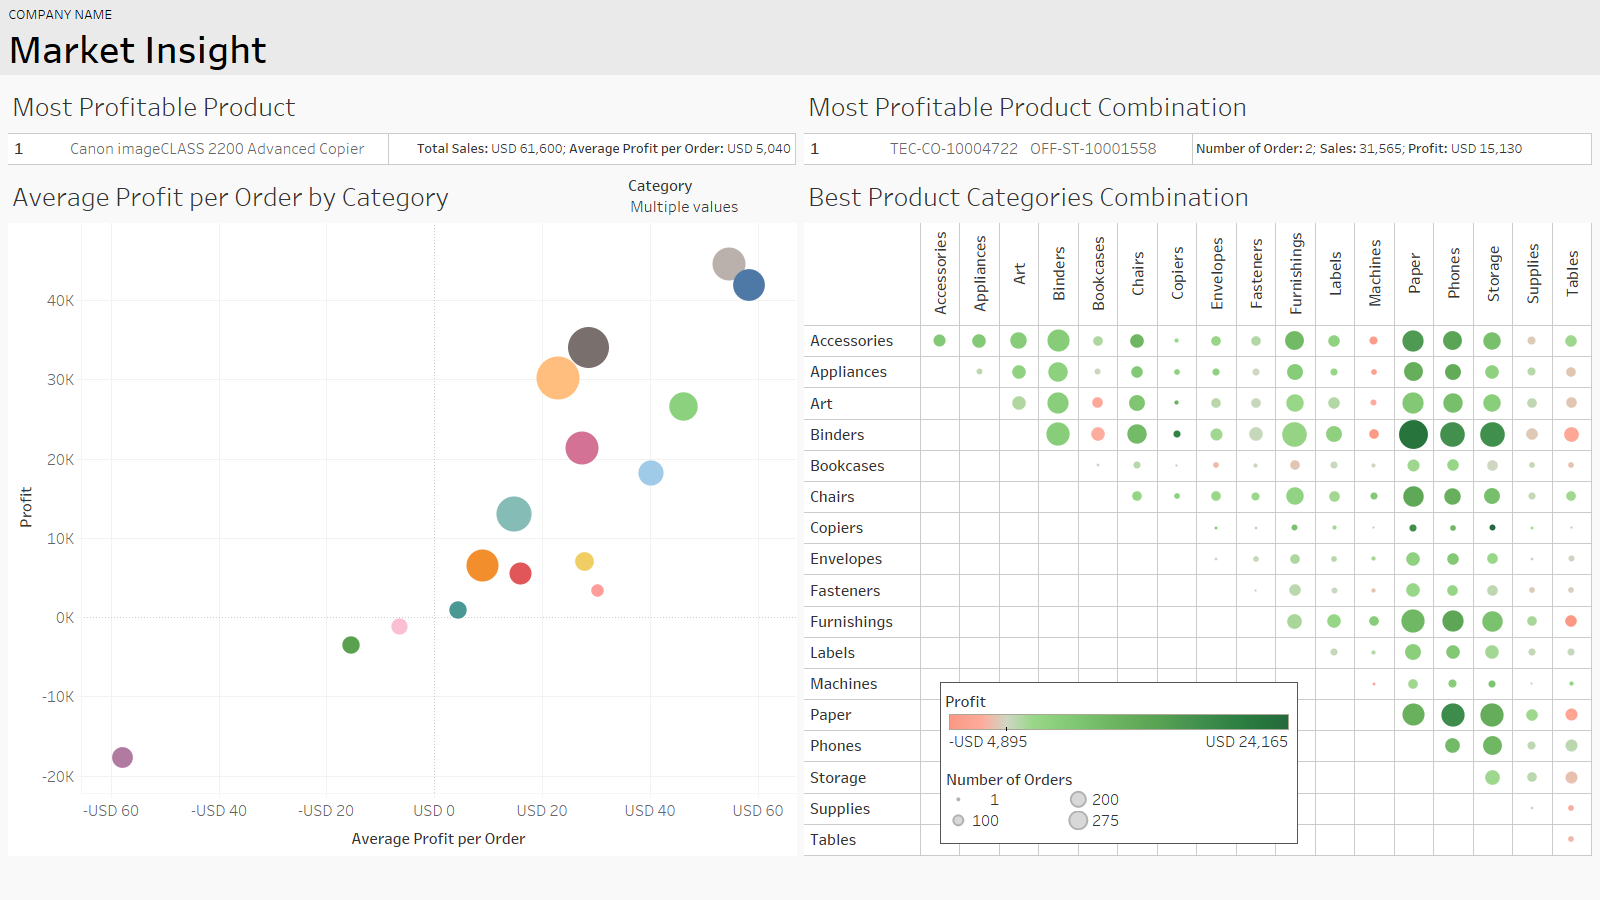 COMPANY NAME
Market Insight
Most Profitable Product
1 Canon imageCLASS 2200 Advanced Copier Total Sales: USD 61,600; Average Profit per Order: USD 5,040
Most Profitable Product Combination
1 TEC-CO-10004722 OFF-ST-10001558 Number of Order: 2; Sales: 31,565; Profit: USD 15,130
Average Profit per Order by Category
Category
Multiple values
40K
30K
20K
10K
0K
-10K
-20K
Profit
-USD 60 -USD 40 -USD 20 USD 0 USD 20 USD 40 USD 60
Average Profit per Order
Best Product Categories Combination
Accessories Appliances Art Binders Bookcases Chairs Copiers Envelopes Fasteners Furnishings Labels Machines Paper Phones Storage Supplies Tables
Accessories
Appliances
Art
Binders
Bookcases
Chairs
Copiers
Envelopes
Fasteners
Furnishings
Labels
Machines
Paper
Phones
Storage
Supplies
Tables
Profit
-USD 4,895 USD 24,165
Number of Orders
1 200
100 275